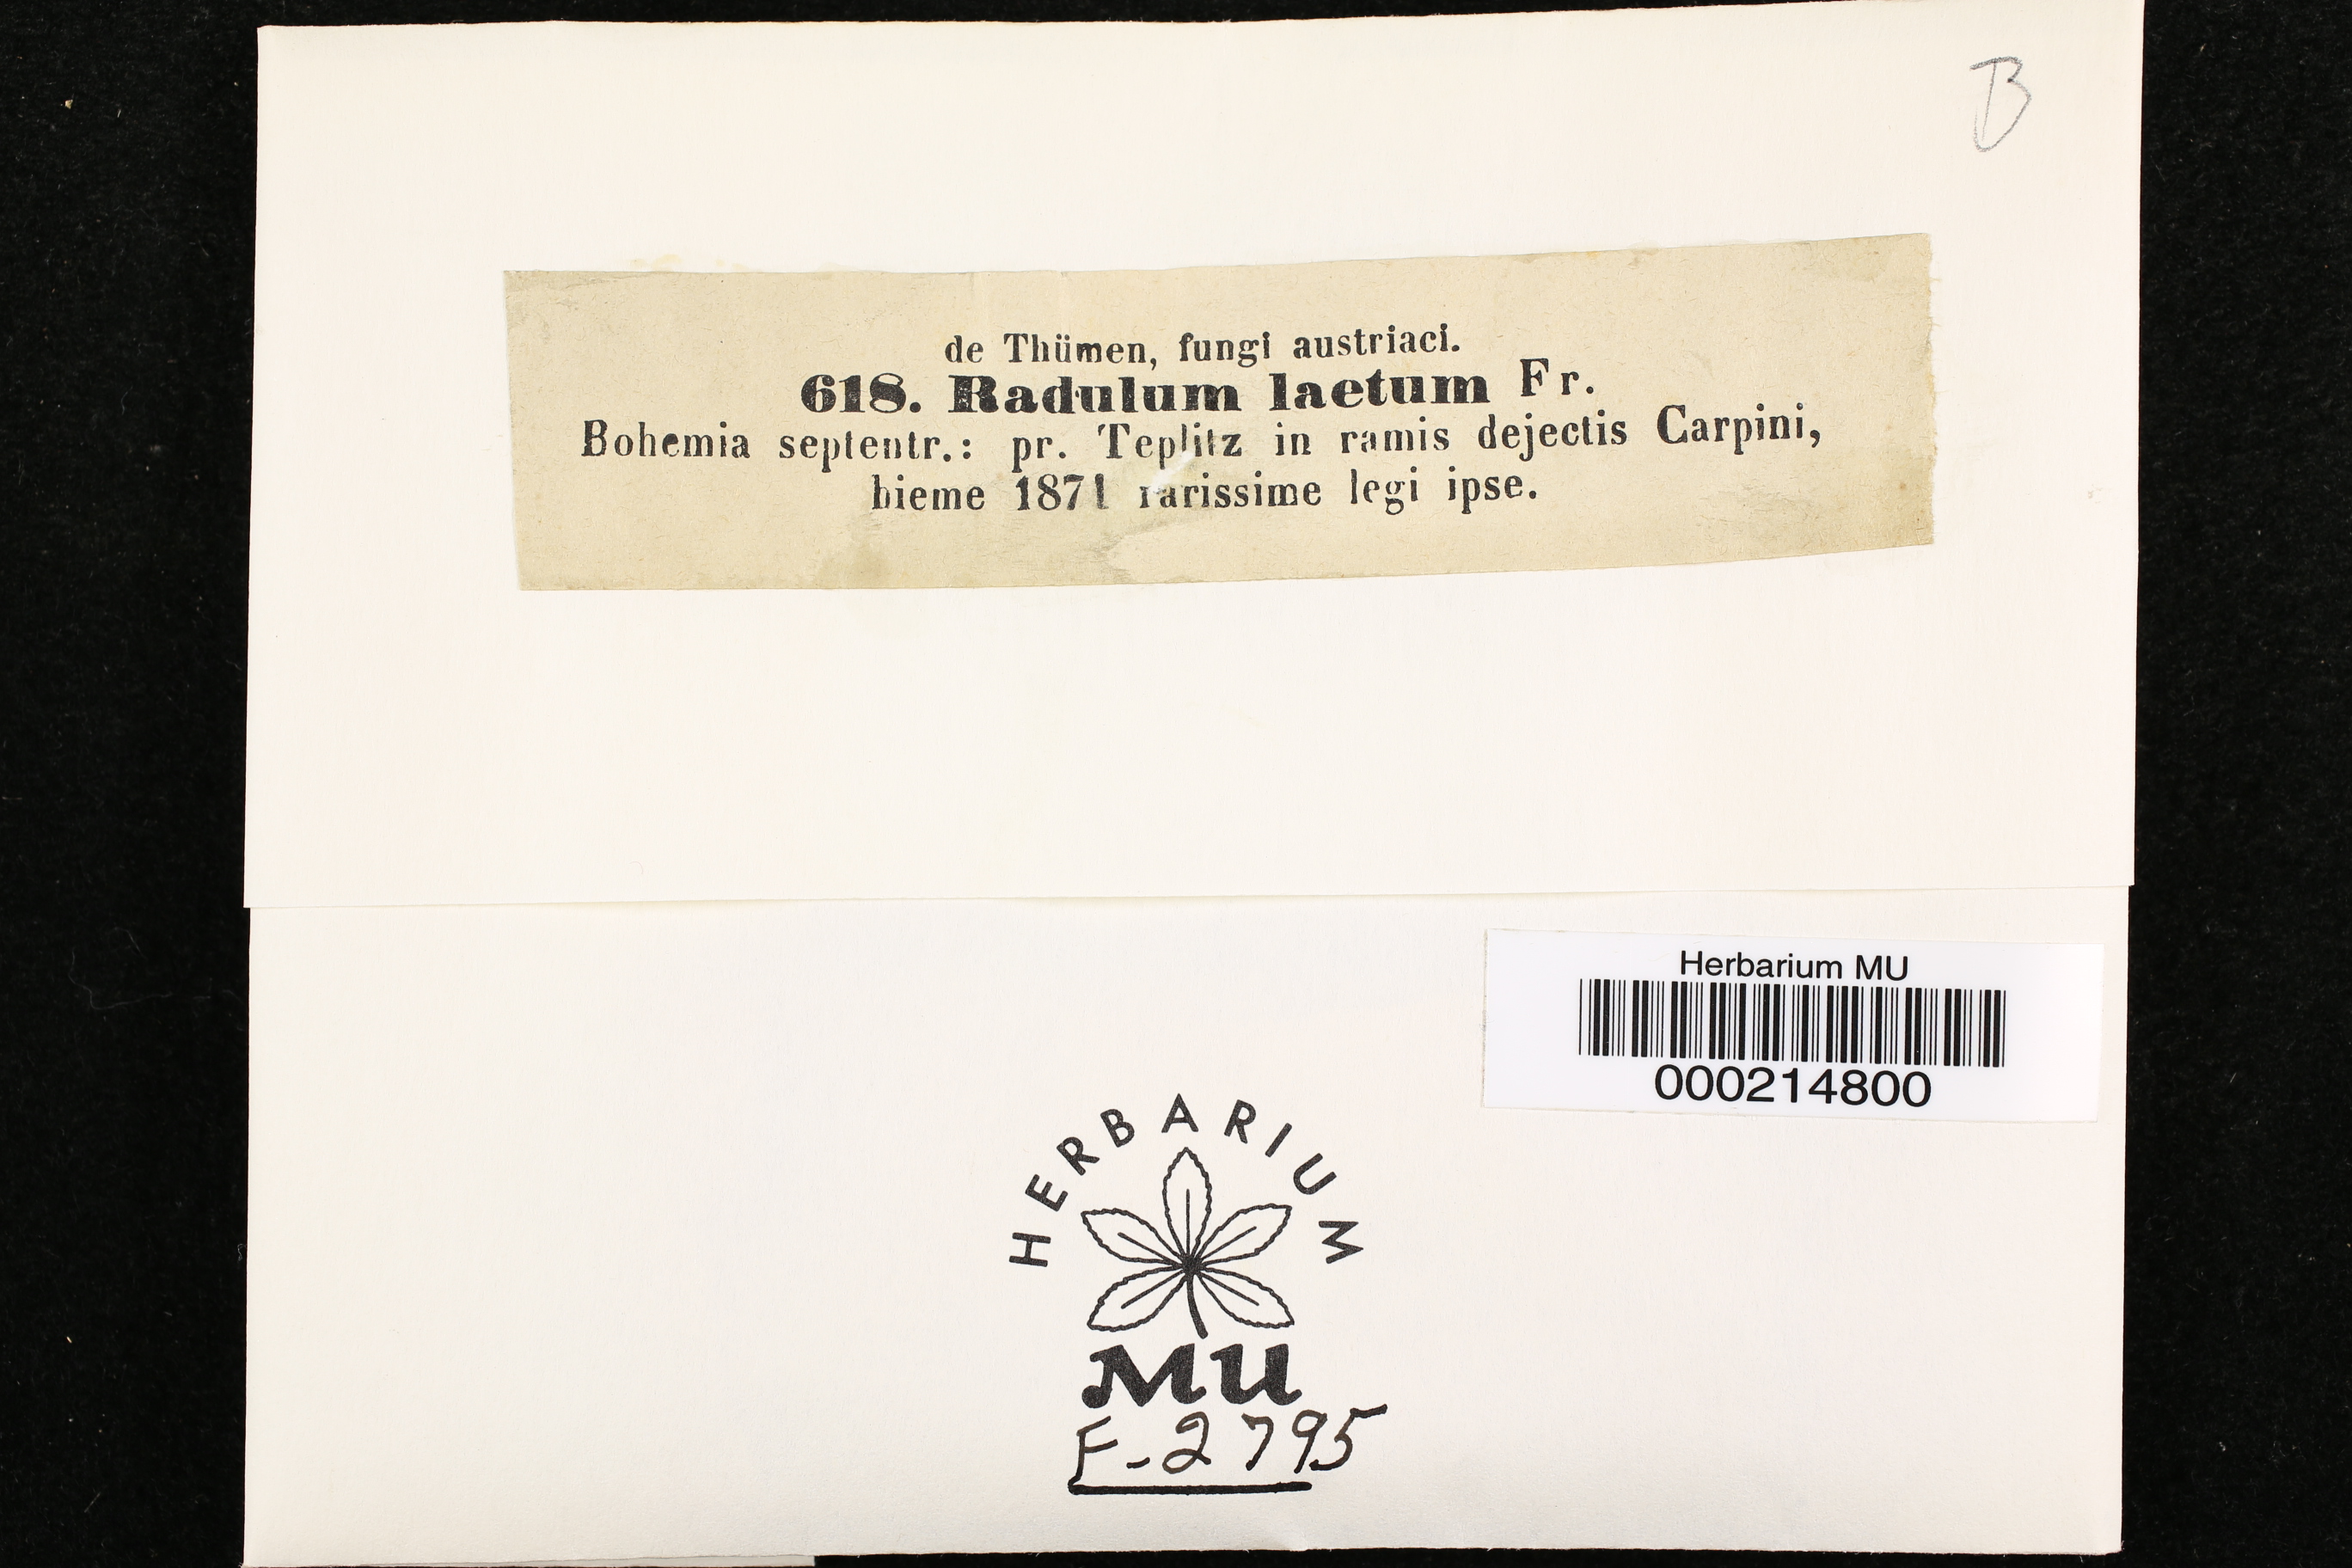 B
de Thümen, fungi austriaci.
618. Radulum laetum Fr.
Bohemia septentr.: pr. Teplitz in ramis dejectis Carpini,
hieme 1871 rarissime legi ipse.
Herbarium MU
000214800
HERBARIUM
MU
F-2795